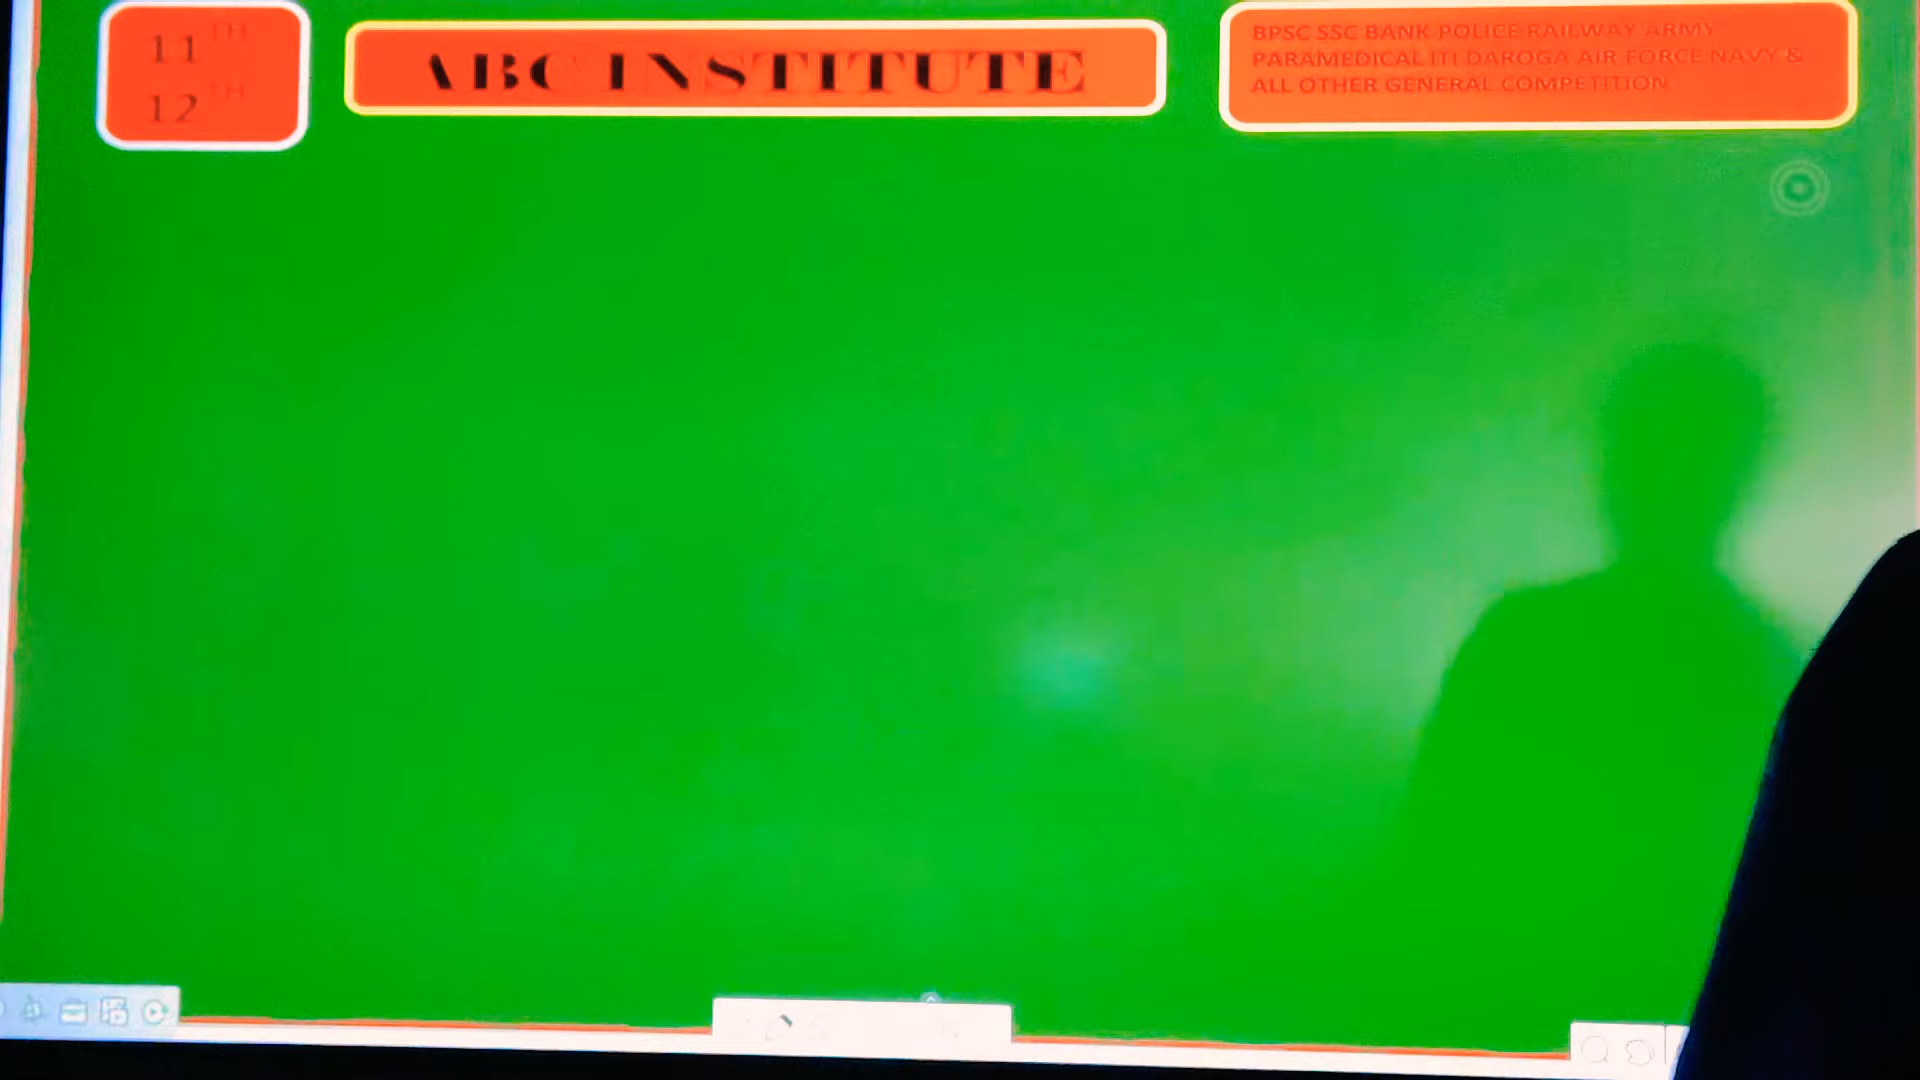 11TH
12TH
ABC INSTITUTE
BPSC SSC BANK POLICE RAILWAY ARMY
PARAMEDICAL ITI DAROGA AIR FORCE NAVY &
ALL OTHER GENERAL COMPETITION